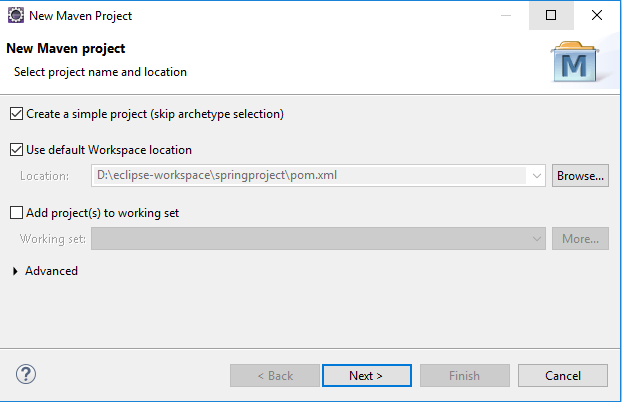 New Maven Project
New Maven project
Select project name and location
M
Create a simple project (skip archetype selection)
Use default Workspace location
Location: D:\eclipse-workspace\springproject\pom.xml Browse...
Add project(s) to working set
Working set: More...
Advanced
? < Back Next > Finish Cancel